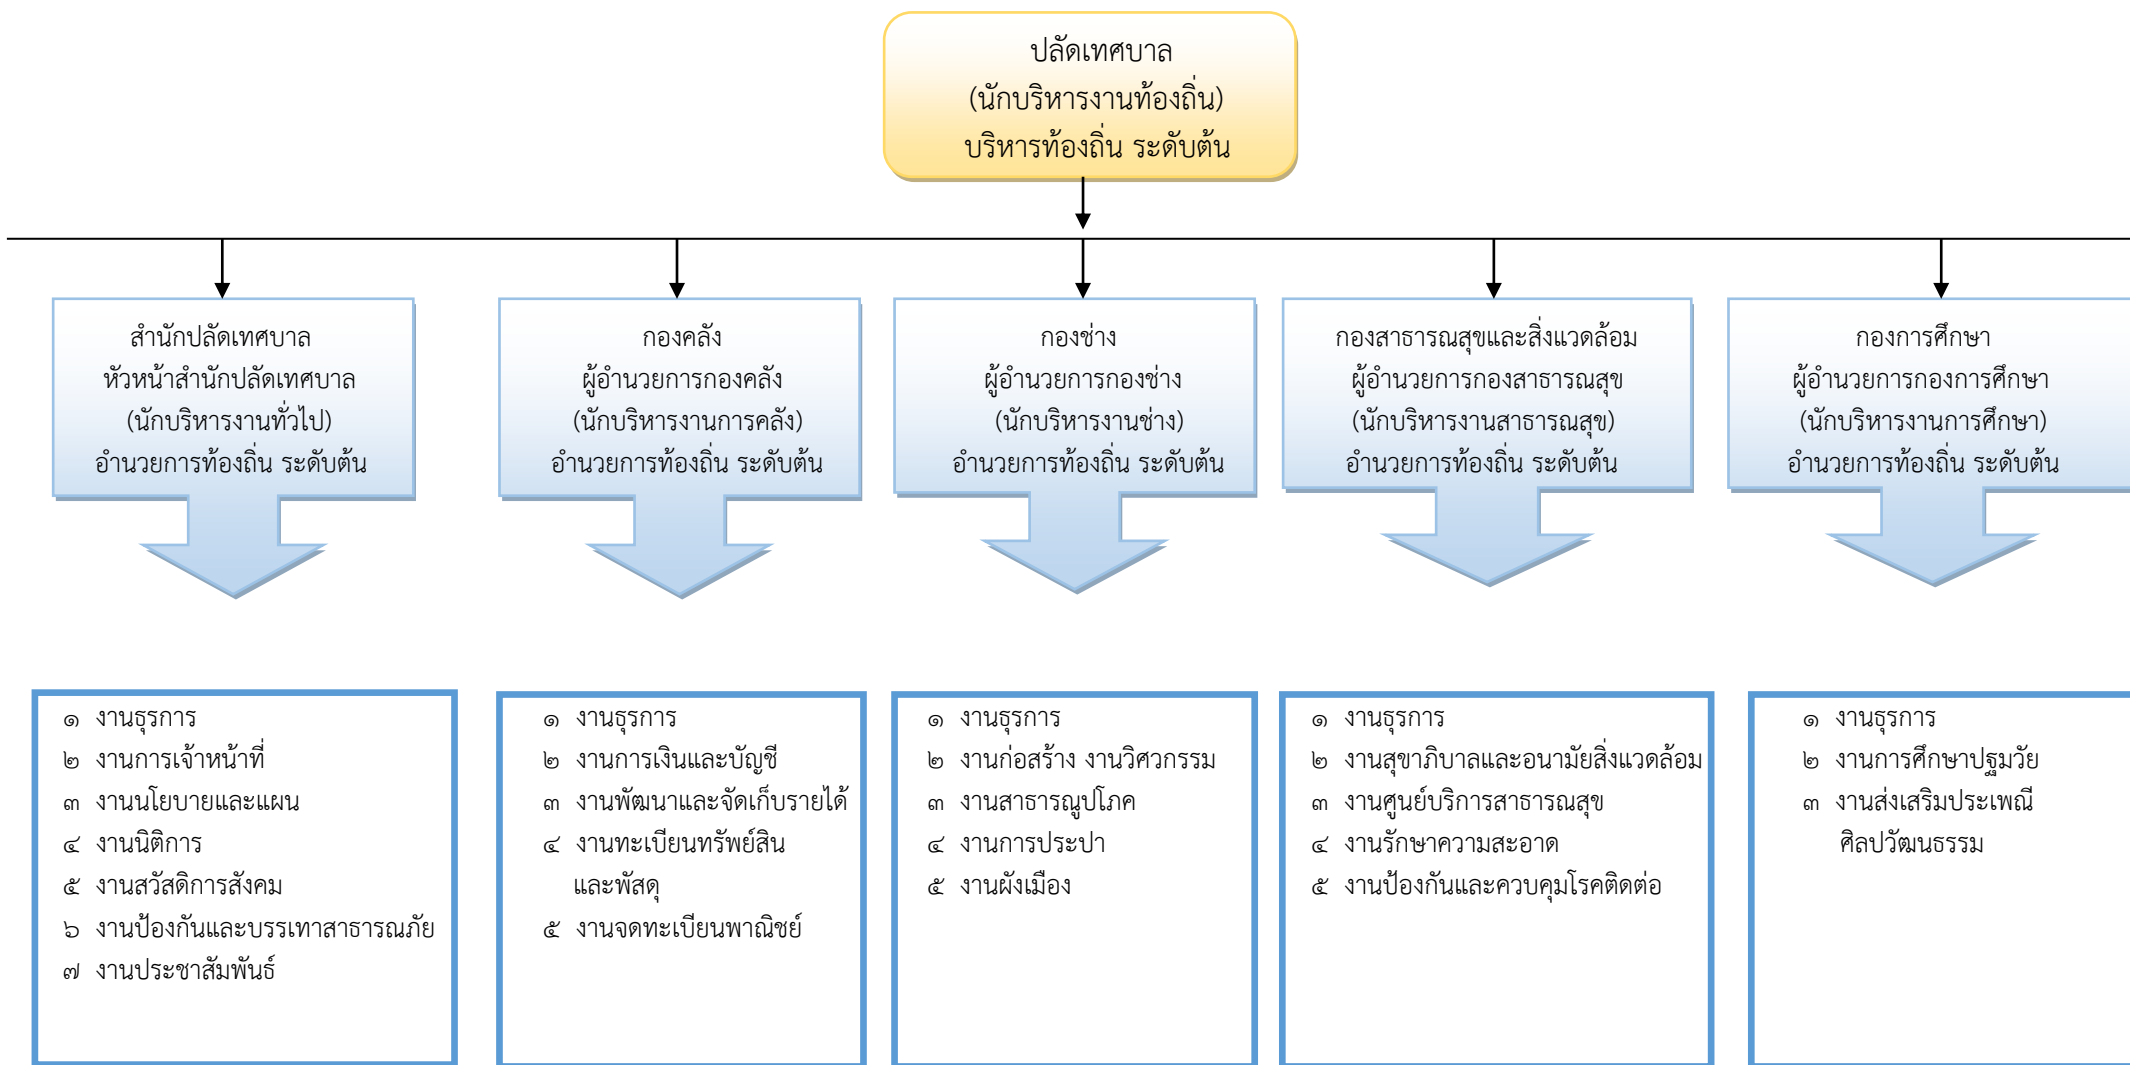 ปลัดเทศบาล
(นักบริหารงานท้องถิ่น)
บริหารท้องถิ่น ระดับต้น
สำนักปลัดเทศบาล
หัวหน้าสำนักปลัดเทศบาล
(นักบริหารงานทั่วไป)
อำนวยการท้องถิ่น ระดับต้น
กองคลัง
ผู้อำนวยการกองคลัง
(นักบริหารงานการคลัง)
อำนวยการท้องถิ่น ระดับต้น
กองช่าง
ผู้อำนวยการกองช่าง
(นักบริหารงานช่าง)
อำนวยการท้องถิ่น ระดับต้น
กองสาธารณสุขและสิ่งแวดล้อม
ผู้อำนวยการกองสาธารณสุข
(นักบริหารงานสาธารณสุข)
อำนวยการท้องถิ่น ระดับต้น
กองการศึกษา
ผู้อำนวยการกองการศึกษา
(นักบริหารงานการศึกษา)
อำนวยการท้องถิ่น ระดับต้น
๑ งานธุรการ
๒ งานการเจ้าหน้าที่
๓ งานนโยบายและแผน
๔ งานนิติการ
๕ งานสวัสดิการสังคม
๖ งานป้องกันและบรรเทาสาธารณภัย
๗ งานประชาสัมพันธ์
๑ งานธุรการ
๒ งานการเงินและบัญชี
๓ งานพัฒนาและจัดเก็บรายได้
๔ งานทะเบียนทรัพย์สิน
และพัสดุ
๕ งานจดทะเบียนพาณิชย์
๑ งานธุรการ
๒ งานก่อสร้าง งานวิศวกรรม
๓ งานสาธารณูปโภค
๔ งานการประปา
๕ งานผังเมือง
๑ งานธุรการ
๒ งานสุขาภิบาลและอนามัยสิ่งแวดล้อม
๓ งานศูนย์บริการสาธารณสุข
๔ งานรักษาความสะอาด
๕ งานป้องกันและควบคุมโรคติดต่อ
๑ งานธุรการ
๒ งานการศึกษาปฐมวัย
๓ งานส่งเสริมประเพณี
ศิลปวัฒนธรรม